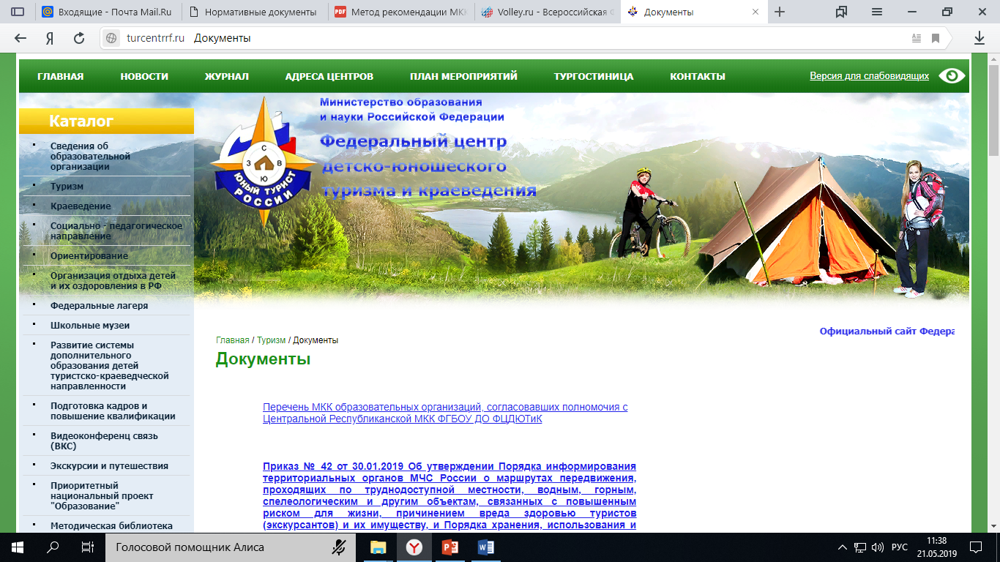 Входящие - Почта Mail.Ru
Нормативные документы
Метод рекомендации МК
Volley.ru - Всероссийская
Документы
turcentrrf.ru Документы
ГЛАВНАЯ НОВОСТИ ЖУРНАЛ АДРЕСА ЦЕНТРОВ ПЛАН МЕРОПРИЯТИЙ ТУРГОСТИНИЦА КОНТАКТЫ Версия для слабовидящих
Министерство образования
и науки Российской Федерации
Федеральный центр
детско-юношеского
туризма и краеведения
С
З В
Ю
ЮНЫЙ ТУРИСТ
РОССИИ
Каталог
Сведения об
образовательной
организации
Туризм
Краеведение
Социально - педагогическое
направление
Ориентирование
Организация отдыха детей
и их оздоровления в РФ
Федеральные лагеря
Школьные музеи
Развитие системы
дополнительного
образования детей
туристско-краеведческой
направленности
Подготовка кадров и
повышение квалификации
Видеоконференц связь
(ВКС)
Экскурсии и путешествия
Приоритетный
национальный проект
"Образование"
Методическая библиотека
Официальный сайт Федера
Главная / Туризм / Документы
Документы
Перечень МКК образовательных организаций, согласовавших полномочия с
Центральной Республиканской МКК ФГБОУ ДО ФЦДЮТиК
Приказ № 42 от 30.01.2019 Об утверждении Порядка информирования
территориальных органов МЧС России о маршрутах передвижения,
проходящих по труднодоступной местности, водным, горным,
спелеологическим и другим объектам, связанных с повышенным
риском для жизни, причинением вреда здоровью туристов
(экскурсантов) и их имуществу, и Порядка хранения, использования и
Голосовой помощник Алиса
РУС
11:38
21.05.2019